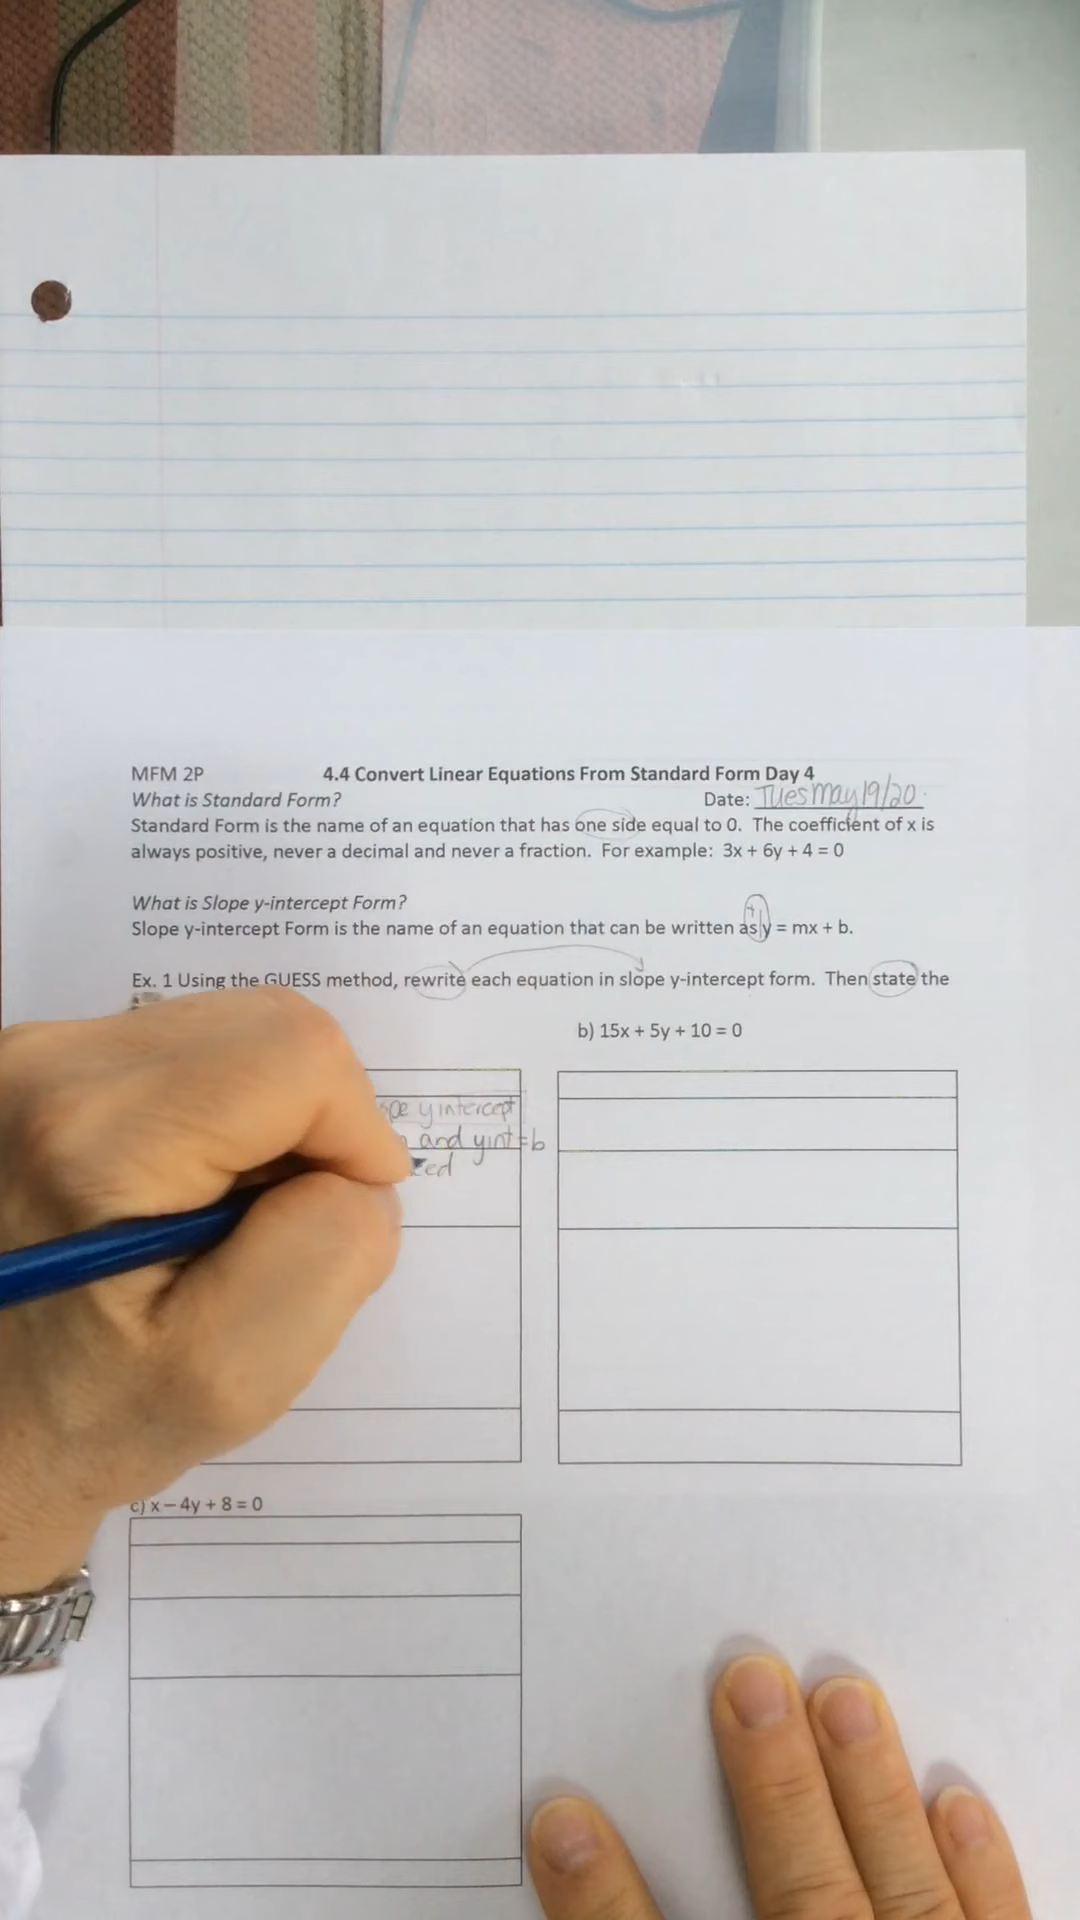 MFM 2P 4.4 Convert Linear Equations From Standard Form Day 4
What is Standard Form? Date: Tues May 19/20
Standard Form is the name of an equation that has one side equal to 0. The coefficient of x is
always positive, never a decimal and never a fraction. For example: 3x + 6y + 4 = 0
What is Slope y-intercept Form?
Slope y-intercept Form is the name of an equation that can be written as y = mx + b.
Ex. 1 Using the GUESS method, rewrite each equation in slope y-intercept form. Then state the
b) 15x + 5y + 10 = 0
y intercept
and yint=b
c) x – 4y + 8 = 0